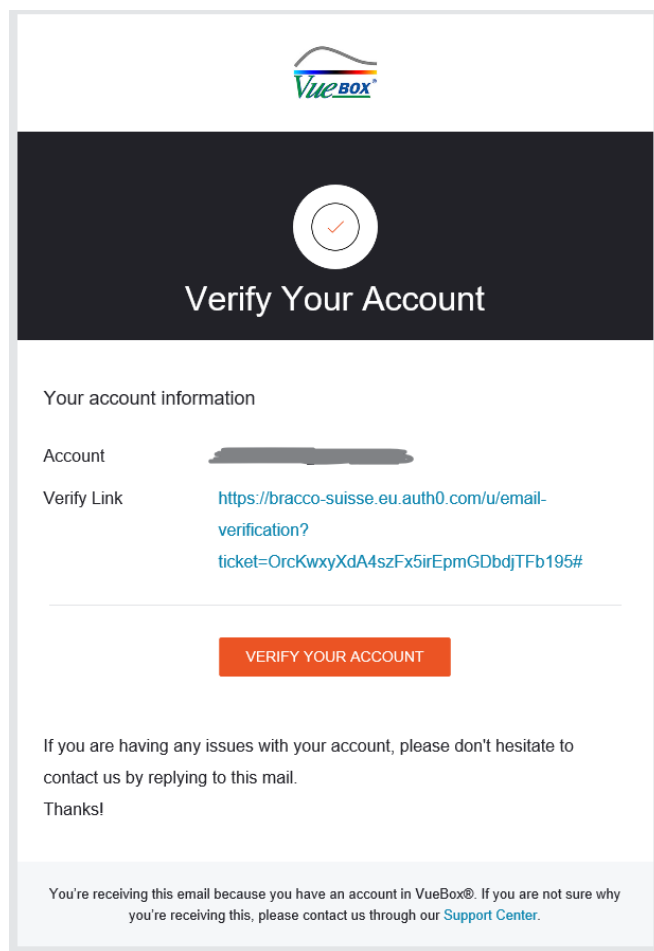 VueBOX®
Verify Your Account
Your account information
Account
Verify Link https://bracco-suisse.eu.auth0.com/u/email-
verification?
ticket=OrcKwxyXdA4szFx5irEpmGDbdjTFb195#
VERIFY YOUR ACCOUNT
If you are having any issues with your account, please don't hesitate to
contact us by replying to this mail.
Thanks!
You're receiving this email because you have an account in VueBox®. If you are not sure why
you're receiving this, please contact us through our Support Center.